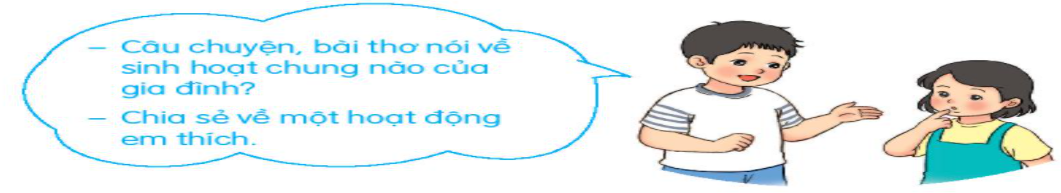 – Câu chuyện, bài thơ nói về
sinh hoạt chung nào của
gia đình?
– Chia sẻ về một hoạt động
em thích.